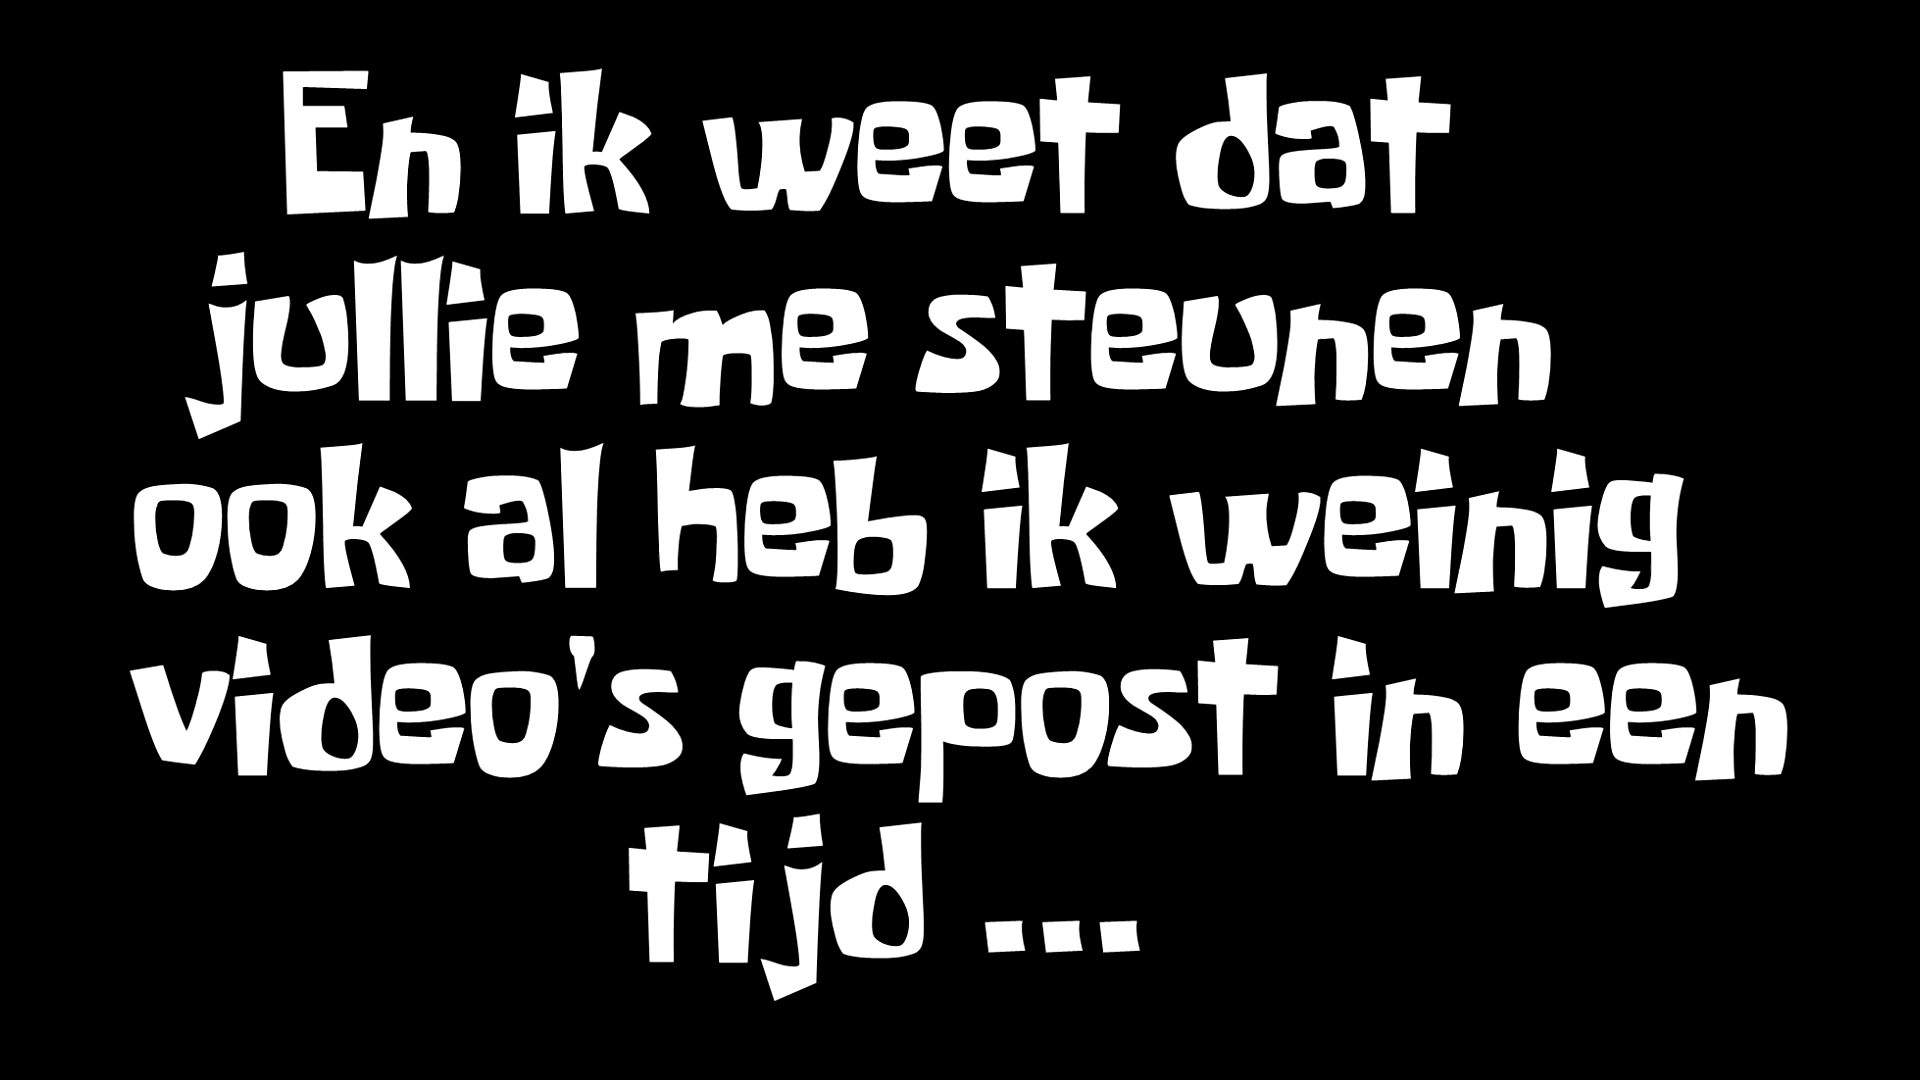 En ik weet dat
jullie me steunen
ook al heb ik weinig
video's gepost in een
tijd ...